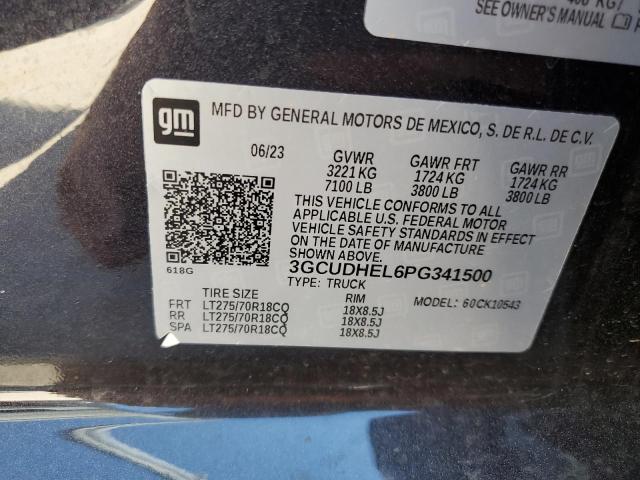 408 KG /
SEE OWNER'S MANUAL
gm
MFD BY GENERAL MOTORS DE MEXICO, S. DE R.L. DE C.V.
06/23 GVWR GAWR FRT GAWR RR
3221 KG 1724 KG 1724 KG
7100 LB 3800 LB 3800 LB
THIS VEHICLE CONFORMS TO ALL
APPLICABLE U.S. FEDERAL MOTOR
VEHICLE SAFETY STANDARDS IN EFFECT
ON THE DATE OF MANUFACTURE
SHOWN ABOVE.
618G
3GCUDHEL6PG341500
TYPE: TRUCK
TIRE SIZE RIM MODEL: 60CK10543
FRT LT275/70R18CQ 18X8.5J
RR LT275/70R18CQ 18X8.5J
SPA LT275/70R18CQ 18X8.5J